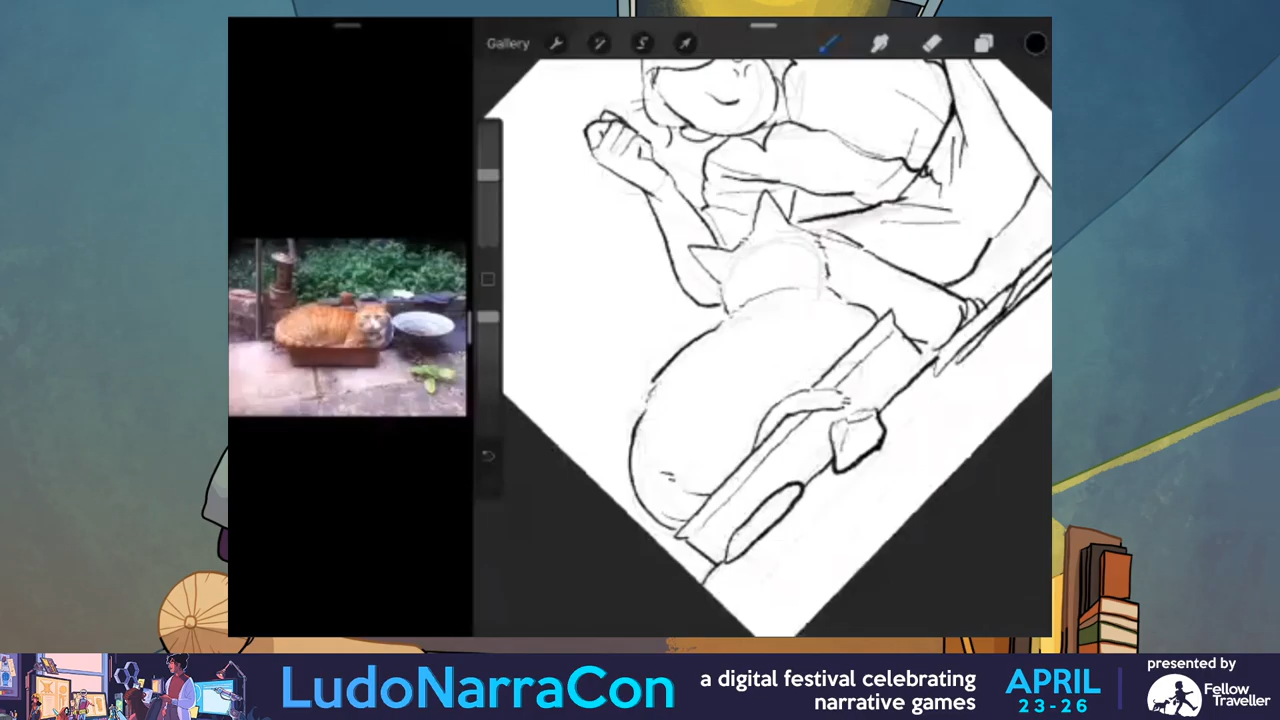 Gallery
LudoNarraCon
a digital festival celebrating
narrative games
APRIL
23-26
presented by
Fellow
Traveller